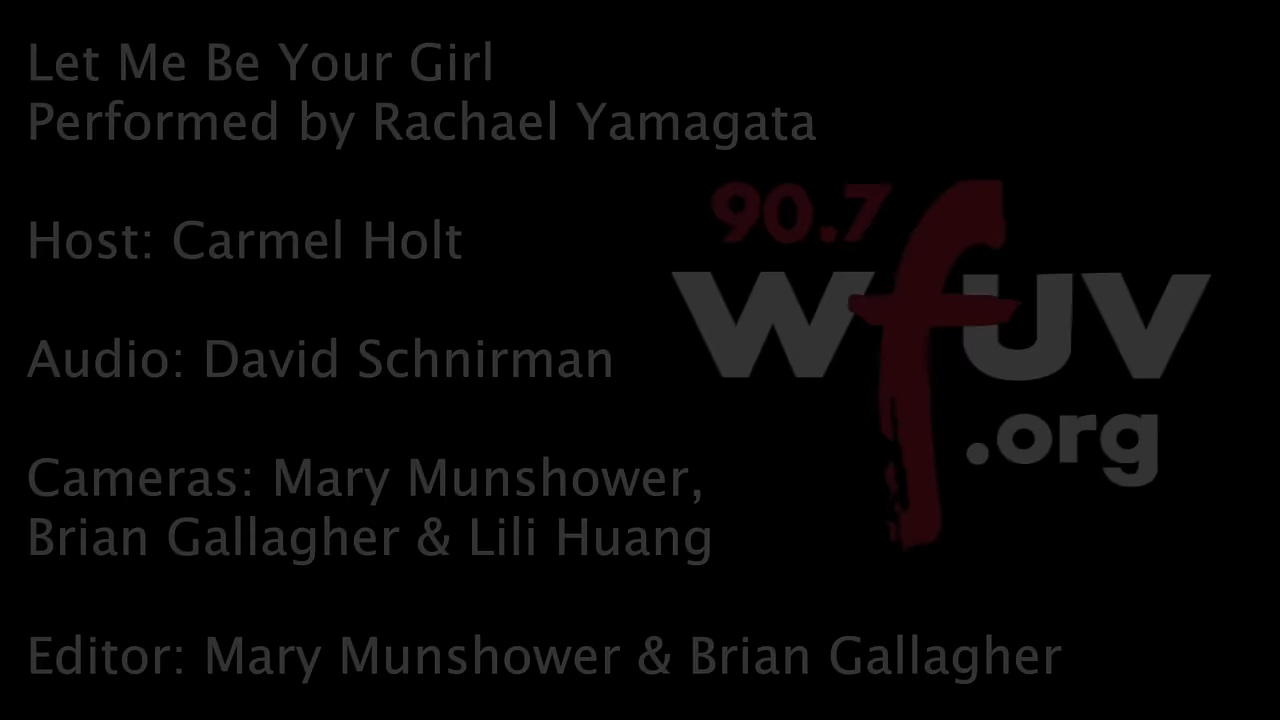 Let Me Be Your Girl
Performed by Rachael Yamagata
Host: Carmel Holt
Audio: David Schnirman
Cameras: Mary Munshower,
Brian Gallagher & Lili Huang
Editor: Mary Munshower & Brian Gallagher
90.7
wfuv
.org